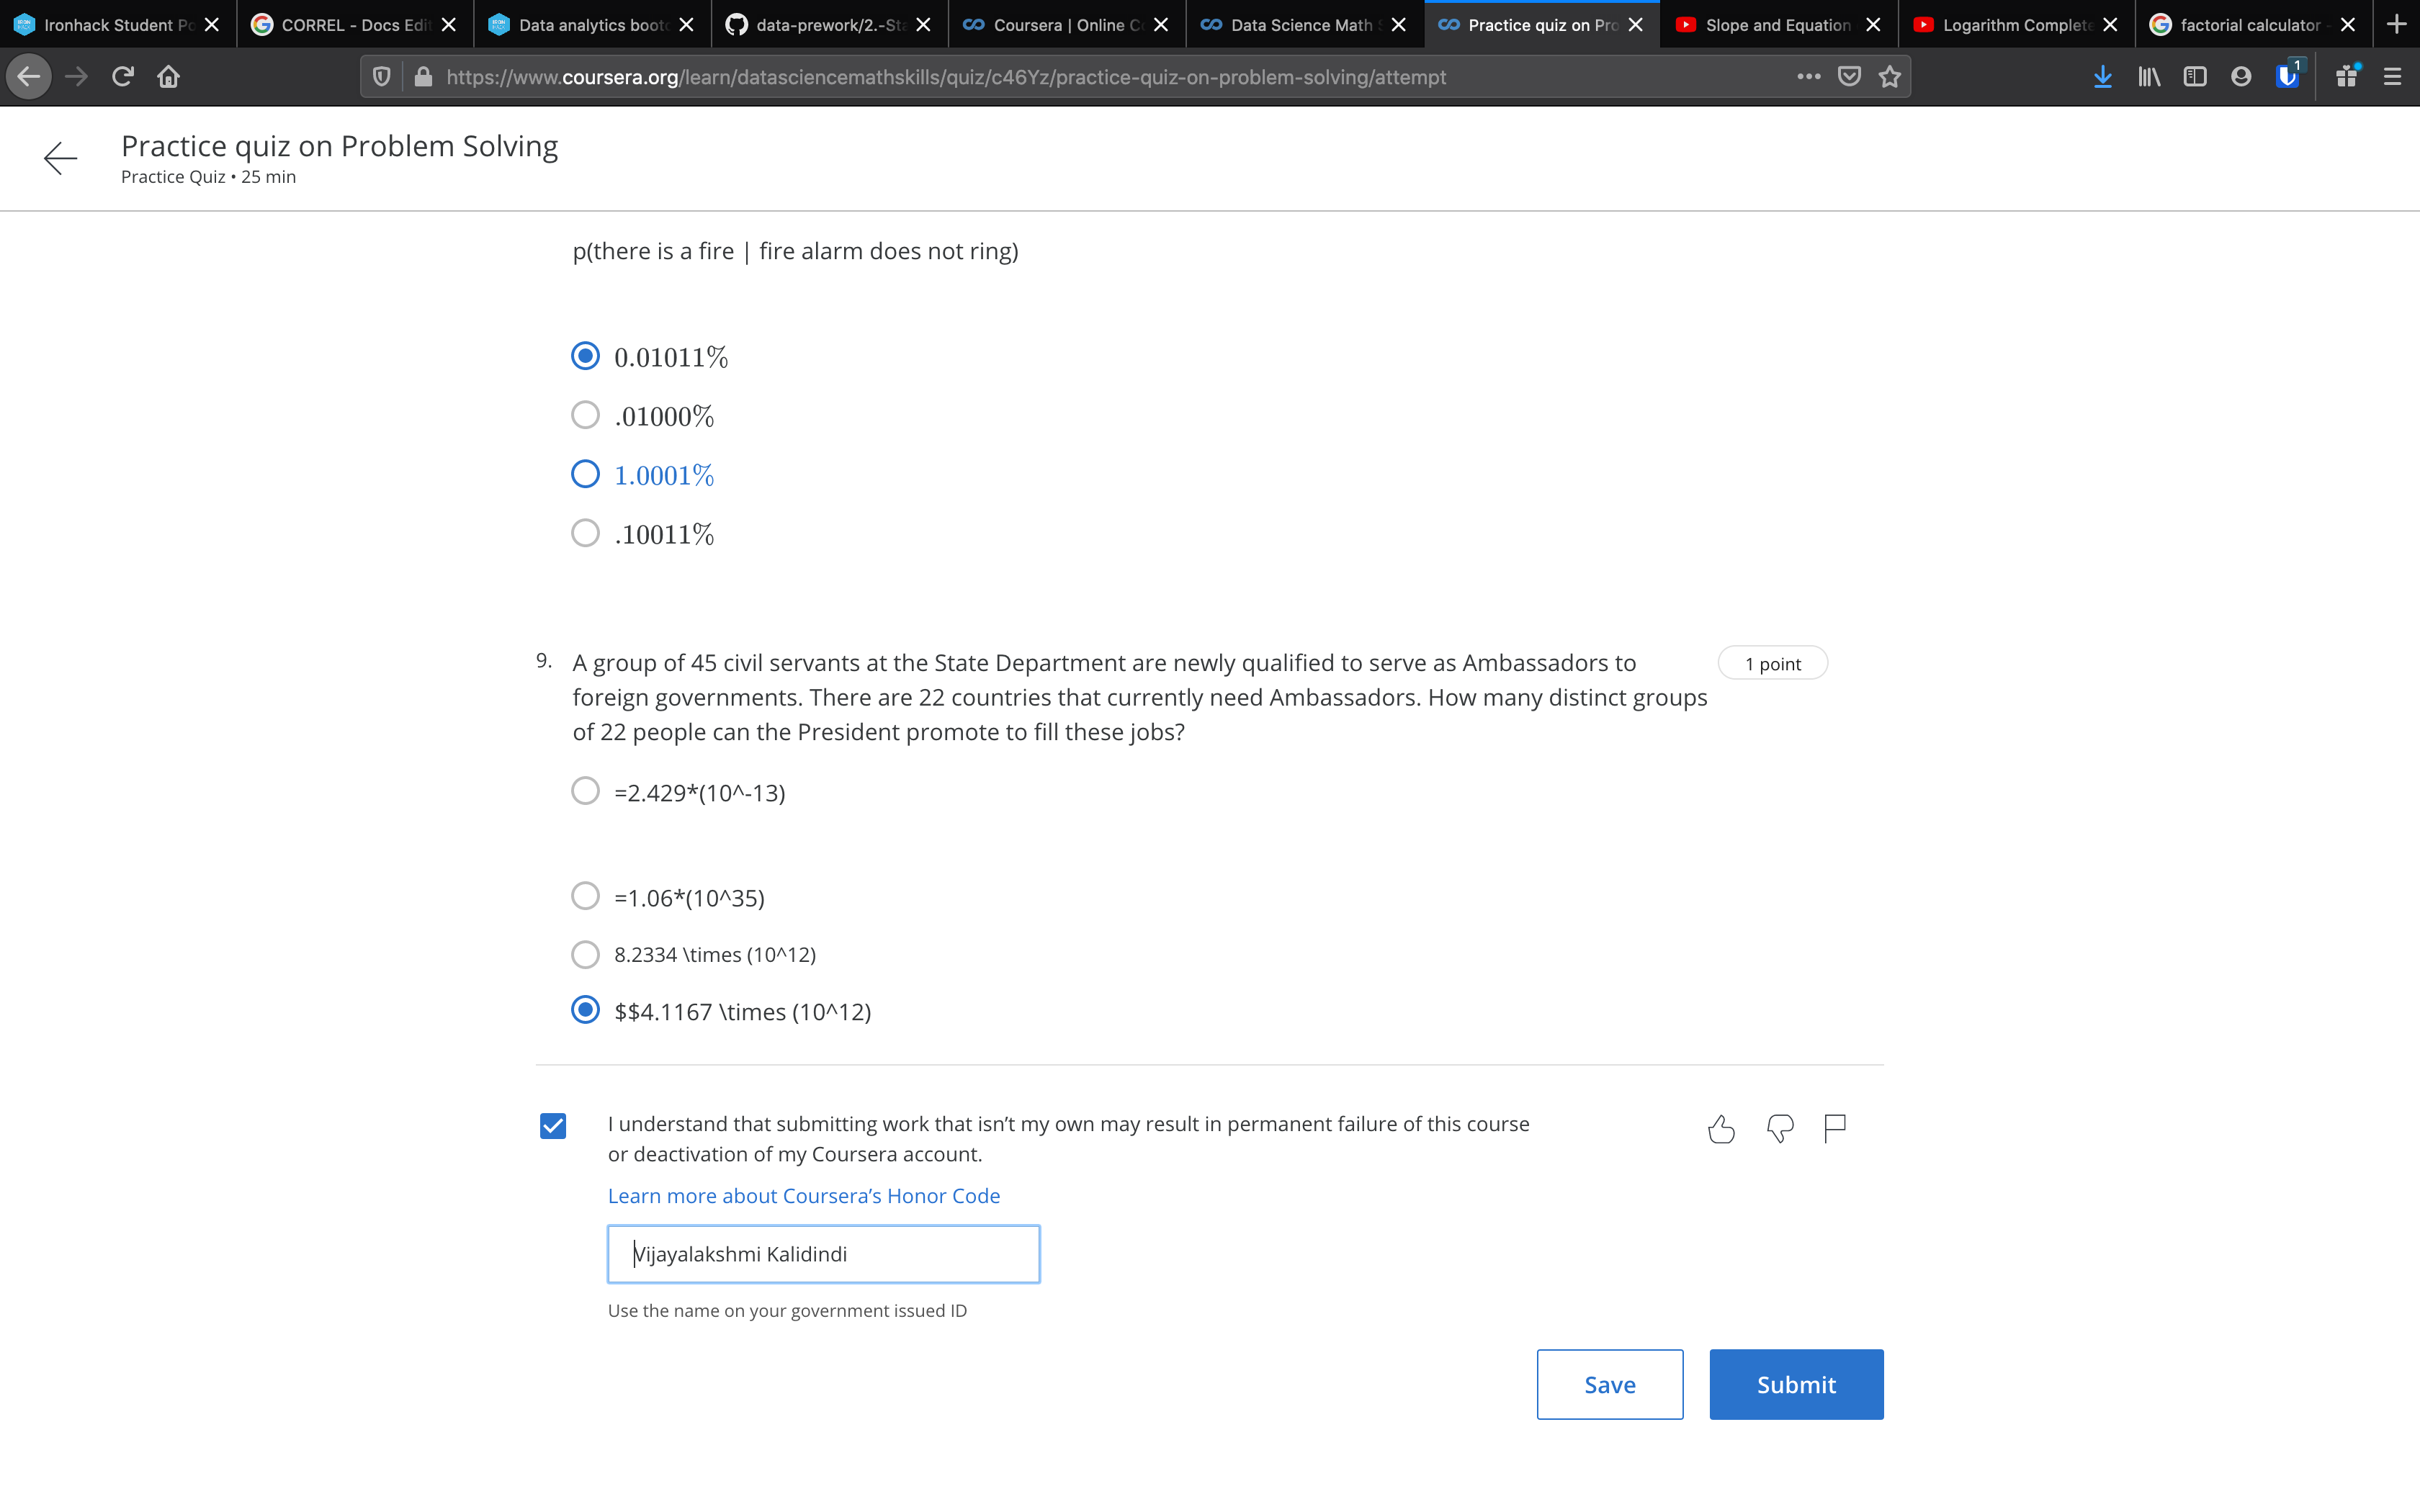 Ironhack Student Po
CORREL - Docs Edit
Data analytics bootc
data-prework/2.-Sta
Coursera | Online C
Data Science Math S
Practice quiz on Pro
Slope and Equation
Logarithm Complete
factorial calculator -
https://www.coursera.org/learn/datasciencemathskills/quiz/c46Yz/practice-quiz-on-problem-solving/attempt
1
Practice quiz on Problem Solving
Practice Quiz • 25 min
p(there is a fire | fire alarm does not ring)
0.01011%
.01000%
1.0001%
.10011%
9. A group of 45 civil servants at the State Department are newly qualified to serve as Ambassadors to
1 point
foreign governments. There are 22 countries that currently need Ambassadors. How many distinct groups
of 22 people can the President promote to fill these jobs?
=2.429*(10^-13)
=1.06*(10^35)
8.2334 \times (10^12)
$$4.1167 \times (10^12)
I understand that submitting work that isn’t my own may result in permanent failure of this course
or deactivation of my Coursera account.
Learn more about Coursera’s Honor Code
Vijayalakshmi Kalidindi
Use the name on your government issued ID
Save
Submit